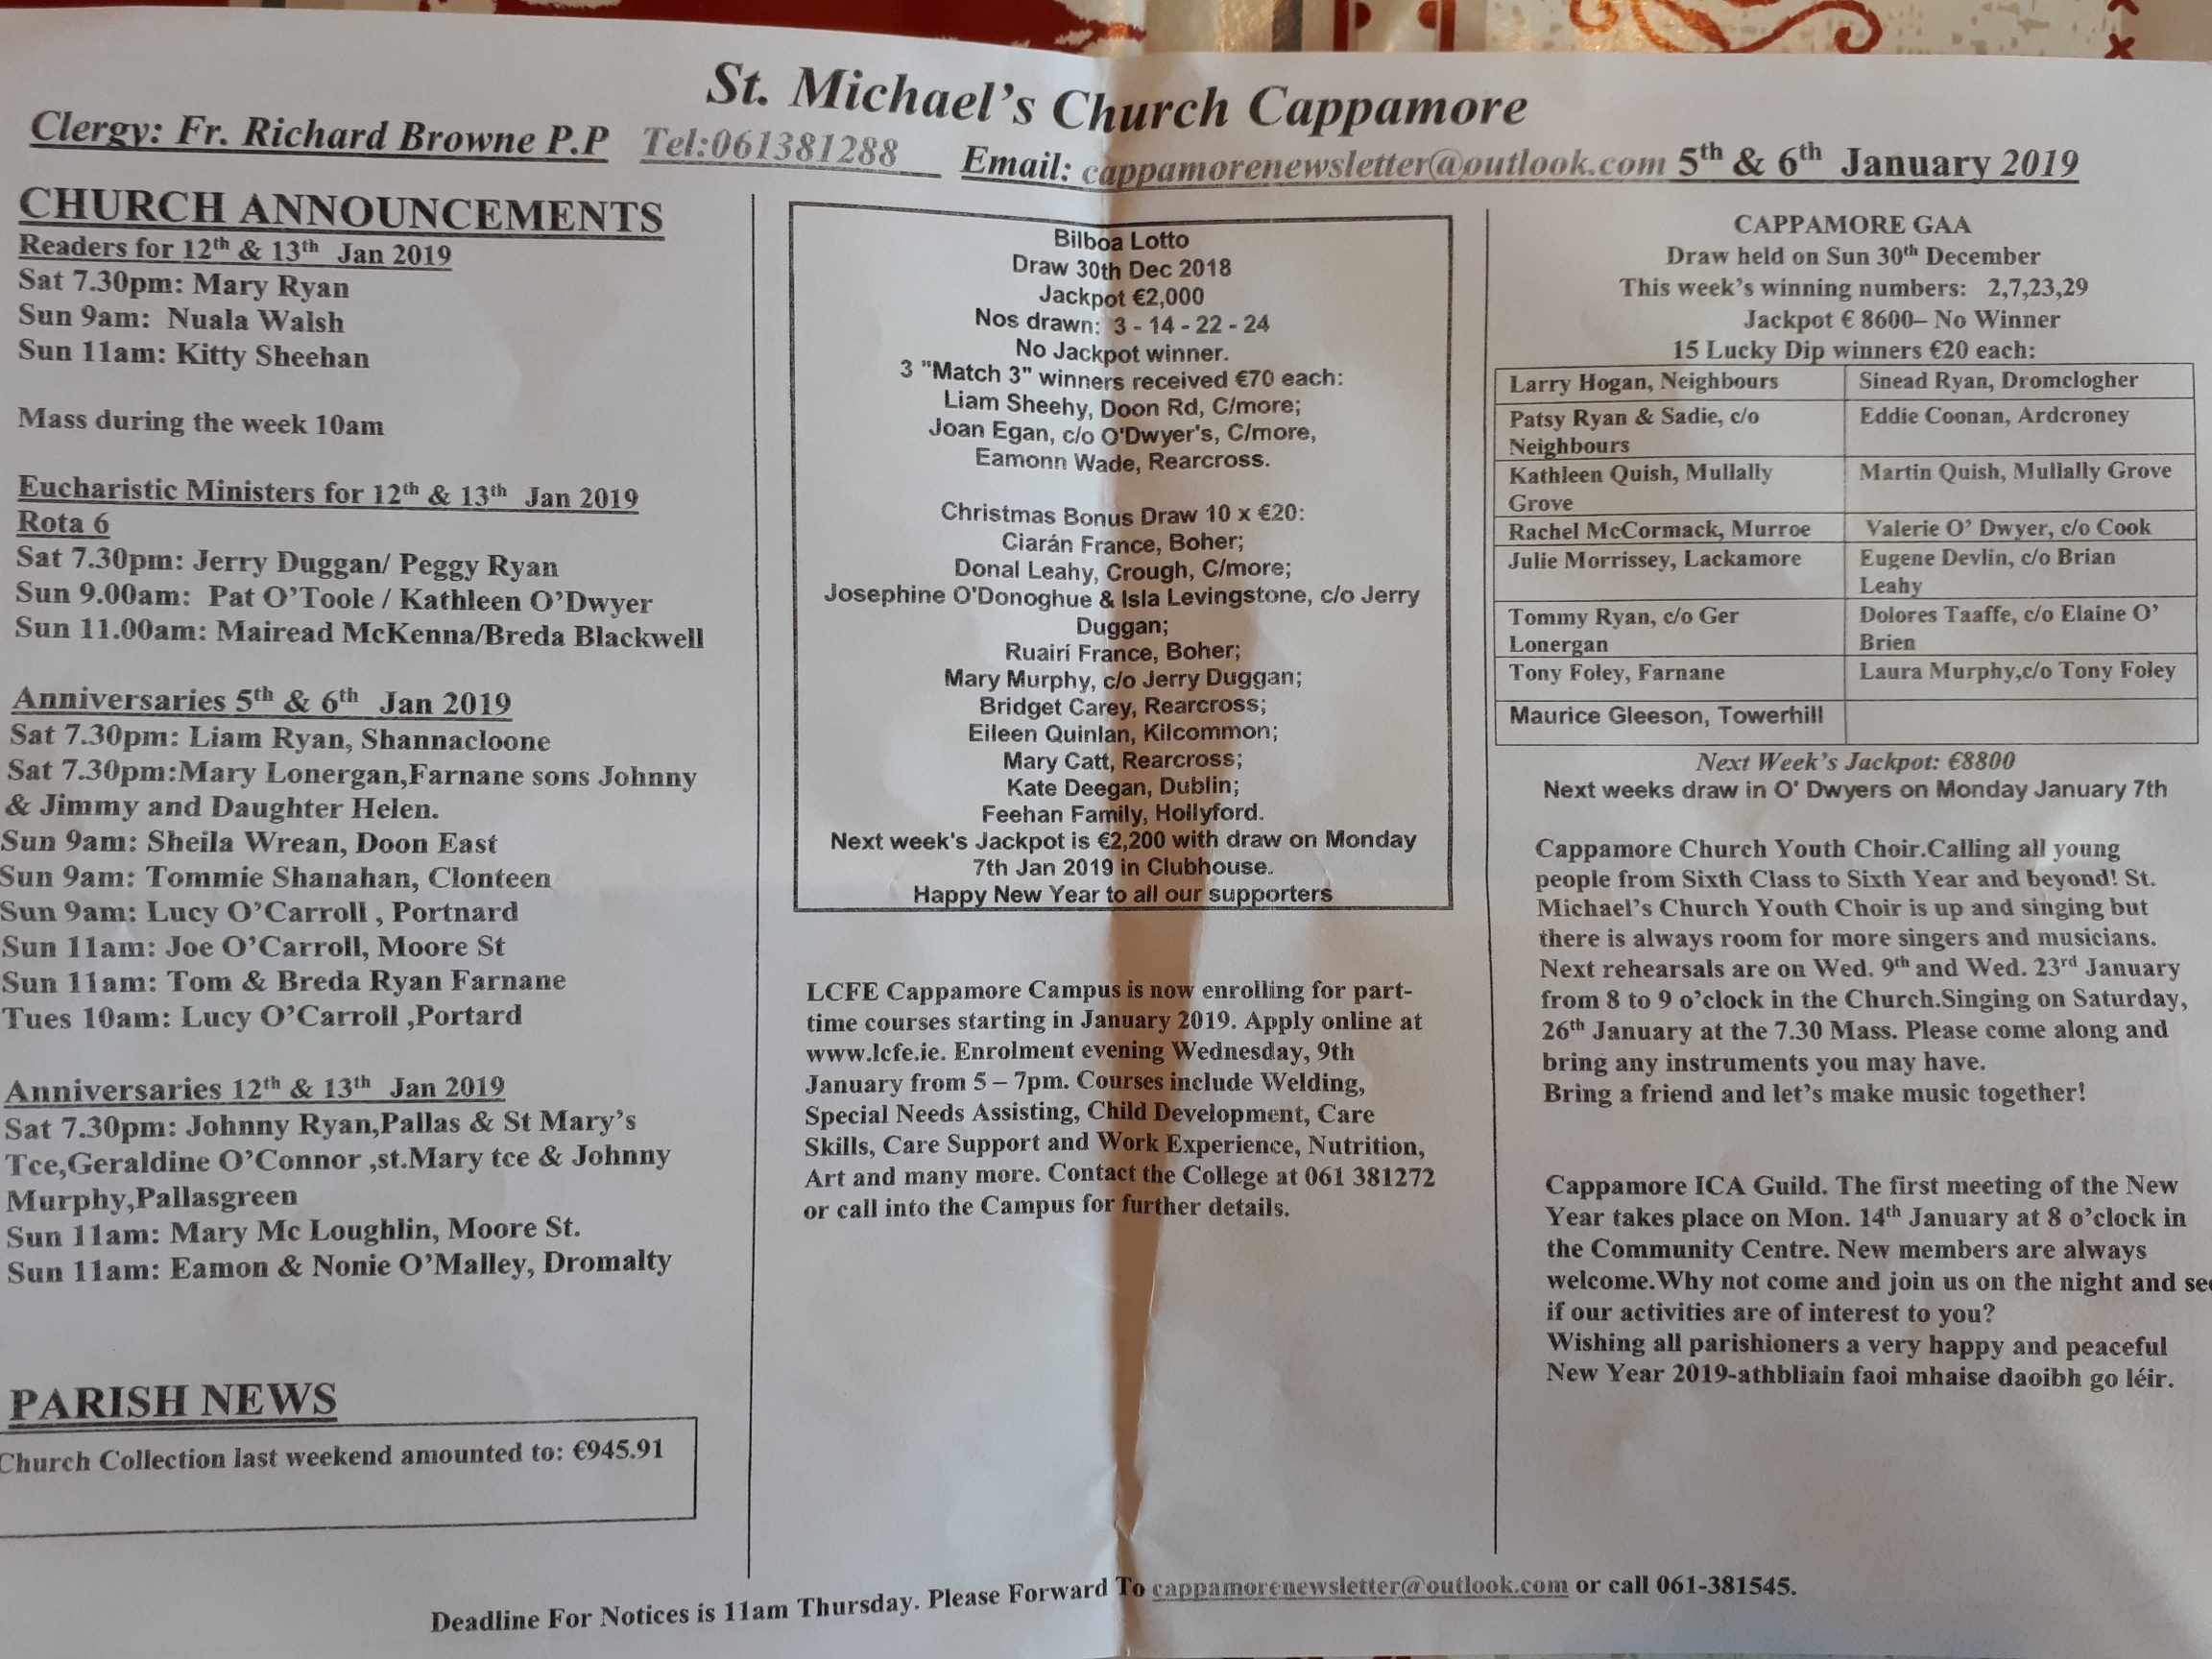 St. Michael's Church Cappamore
Clergy: Fr. Richard Browne P.P Tel:061381288 Email: cappamorenewsletter@outlook.com 5th & 6th January 2019
CHURCH ANNOUNCEMENTS
Readers for 12th & 13th Jan 2019
Sat 7.30pm: Mary Ryan
Sun 9am: Nuala Walsh
Sun 11am: Kitty Sheehan
Mass during the week 10am
Eucharistic Ministers for 12th & 13th Jan 2019
Rota 6
Sat 7.30pm: Jerry Duggan/ Peggy Ryan
Sun 9.00am: Pat O'Toole / Kathleen O'Dwyer
Sun 11.00am: Mairead McKenna/Breda Blackwell
Anniversaries 5th & 6th Jan 2019
Sat 7.30pm: Liam Ryan, Shannacloone
Sat 7.30pm:Mary Lonergan,Farnane sons Johnny
& Jimmy and Daughter Helen.
Sun 9am: Sheila Wrean, Doon East
Sun 9am: Tommie Shanahan, Clonteen
Sun 9am: Lucy O'Carroll , Portnard
Sun 11am: Joe O'Carroll, Moore St
Sun 11am: Tom & Breda Ryan Farnane
Tues 10am: Lucy O'Carroll ,Portard
Anniversaries 12th & 13th Jan 2019
Sat 7.30pm: Johnny Ryan,Pallas & St Mary's
Tce,Geraldine O'Connor ,st.Mary tce & Johnny
Murphy,Pallasgreen
Sun 11am: Mary Mc Loughlin, Moore St.
Sun 11am: Eamon & Nonie O'Malley, Dromalty
PARISH NEWS
Church Collection last weekend amounted to: €945.91
Bilboa Lotto
Draw 30th Dec 2018
Jackpot €2,000
Nos drawn: 3 - 14 - 22 - 24
No Jackpot winner.
3 "Match 3" winners received €70 each:
Liam Sheehy, Doon Rd, C/more;
Joan Egan, c/o O'Dwyer's, C/more,
Eamonn Wade, Rearcross.
Christmas Bonus Draw 10 x €20:
Ciarán France, Boher;
Donal Leahy, Crough, C/more;
Josephine O'Donoghue & Isla Levingstone, c/o Jerry
Duggan;
Ruairí France, Boher;
Mary Murphy, c/o Jerry Duggan;
Bridget Carey, Rearcross;
Eileen Quinlan, Kilcommon;
Mary Catt, Rearcross;
Kate Deegan, Dublin;
Feehan Family, Hollyford.
Next week's Jackpot is €2,200 with draw on Monday
7th Jan 2019 in Clubhouse.
Happy New Year to all our supporters
LCFE Cappamore Campus is now enrolling for part-
time courses starting in January 2019. Apply online at
www.lcfe.ie. Enrolment evening Wednesday, 9th
January from 5 – 7pm. Courses include Welding,
Special Needs Assisting, Child Development, Care
Skills, Care Support and Work Experience, Nutrition,
Art and many more. Contact the College at 061 381272
or call into the Campus for further details.
CAPPAMORE GAA
Draw held on Sun 30th December
This week's winning numbers: 2,7,23,29
Jackpot € 8600– No Winner
15 Lucky Dip winners €20 each:
Larry Hogan, Neighbours Sinead Ryan, Dromclogher
Patsy Ryan & Sadie, c/o Eddie Coonan, Ardcroney
Neighbours
Kathleen Quish, Mullally Martin Quish, Mullally Grove
Grove
Rachel McCormack, Murroe Valerie O' Dwyer, c/o Cook
Julie Morrissey, Lackamore Eugene Devlin, c/o Brian
Leahy
Tommy Ryan, c/o Ger Dolores Taaffe, c/o Elaine O'
Lonergan Brien
Tony Foley, Farnane Laura Murphy,c/o Tony Foley
Maurice Gleeson, Towerhill
Next Week's Jackpot: €8800
Next weeks draw in O' Dwyers on Monday January 7th
Cappamore Church Youth Choir.Calling all young
people from Sixth Class to Sixth Year and beyond! St.
Michael's Church Youth Choir is up and singing but
there is always room for more singers and musicians.
Next rehearsals are on Wed. 9th and Wed. 23rd January
from 8 to 9 o'clock in the Church.Singing on Saturday,
26th January at the 7.30 Mass. Please come along and
bring any instruments you may have.
Bring a friend and let's make music together!
Cappamore ICA Guild. The first meeting of the New
Year takes place on Mon. 14th January at 8 o'clock in
the Community Centre. New members are always
welcome.Why not come and join us on the night and see
if our activities are of interest to you?
Wishing all parishioners a very happy and peaceful
New Year 2019-athbliain faoi mhaise daoibh go léir.
Deadline For Notices is 11am Thursday. Please Forward To cappamorenewsletter@outlook.com or call 061-381545.